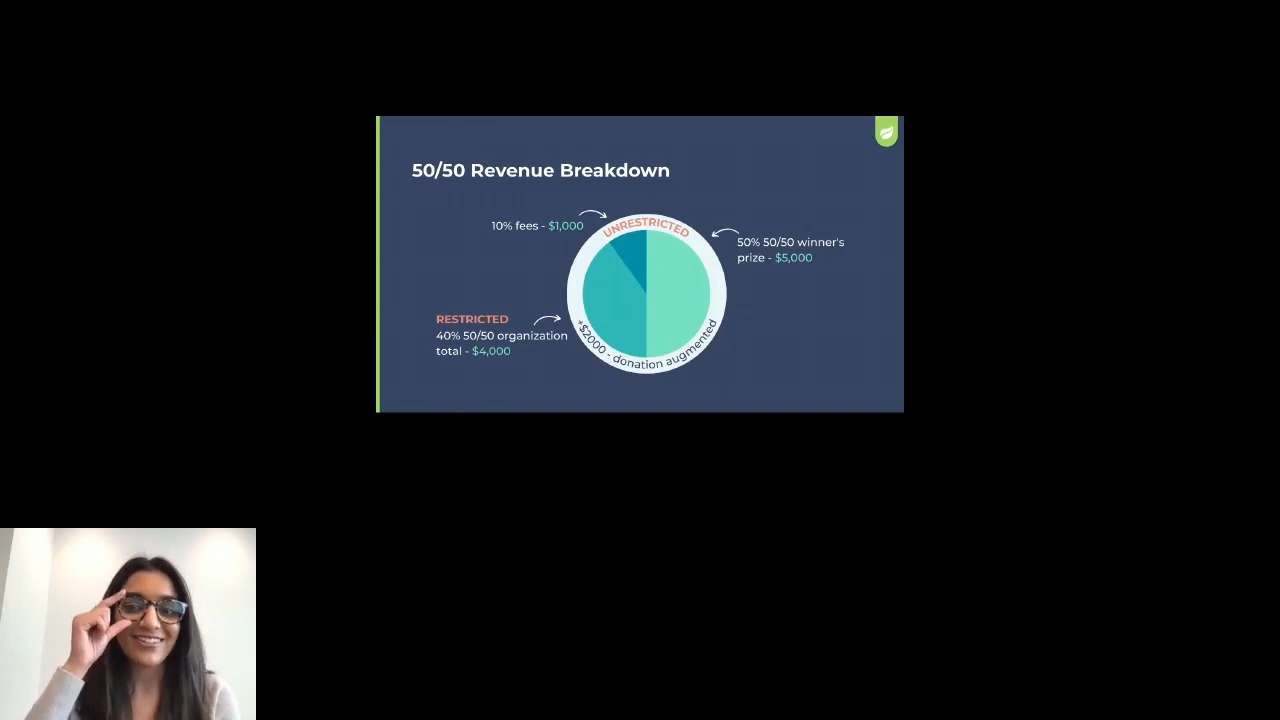 50/50 Revenue Breakdown
10% fees - $1,000
UNRESTRICTED
50% 50/50 winner's
prize - $5,000
RESTRICTED
40% 50/50 organization
total - $4,000
+$2000 - donation augmented